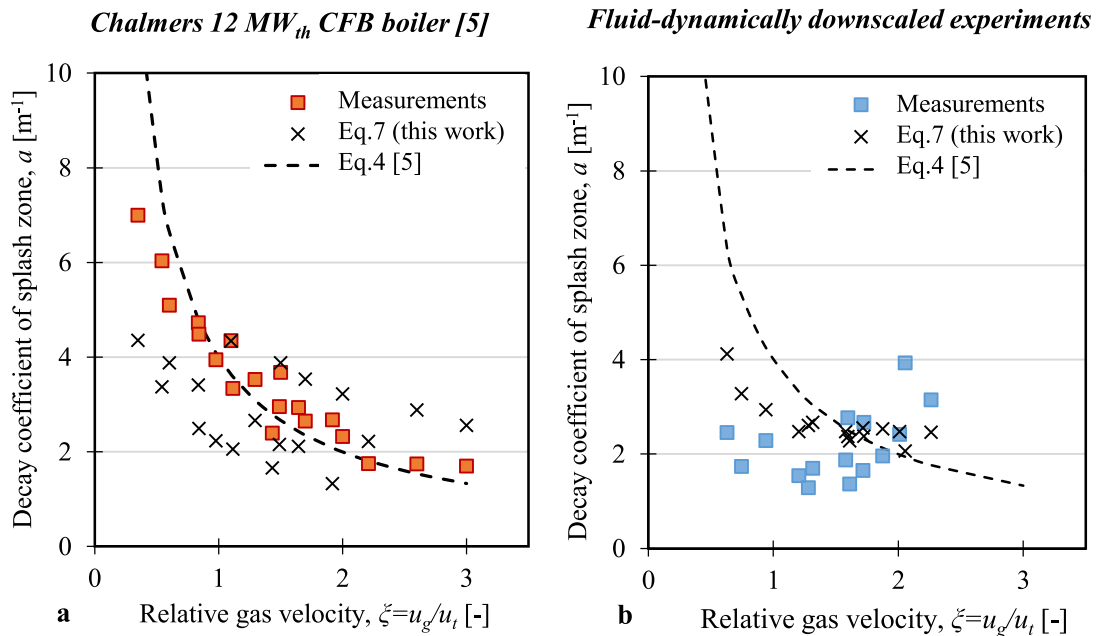 Chalmers 12 MWth CFB boiler [5]
Fluid-dynamically downscaled experiments
Decay coefficient of splash zone, a [m-1]
10
8
6
4
2
0
Measurements
Eq.7 (this work)
Eq.4 [5]
0 1 2 3
a Relative gas velocity, ξ=ug/ut [-]
Decay coefficient of splash zone, a [m-1]
10
8
6
4
2
0
Measurements
Eq.7 (this work)
Eq.4 [5]
0 1 2 3
b Relative gas velocity, ξ=ug/ut [-]